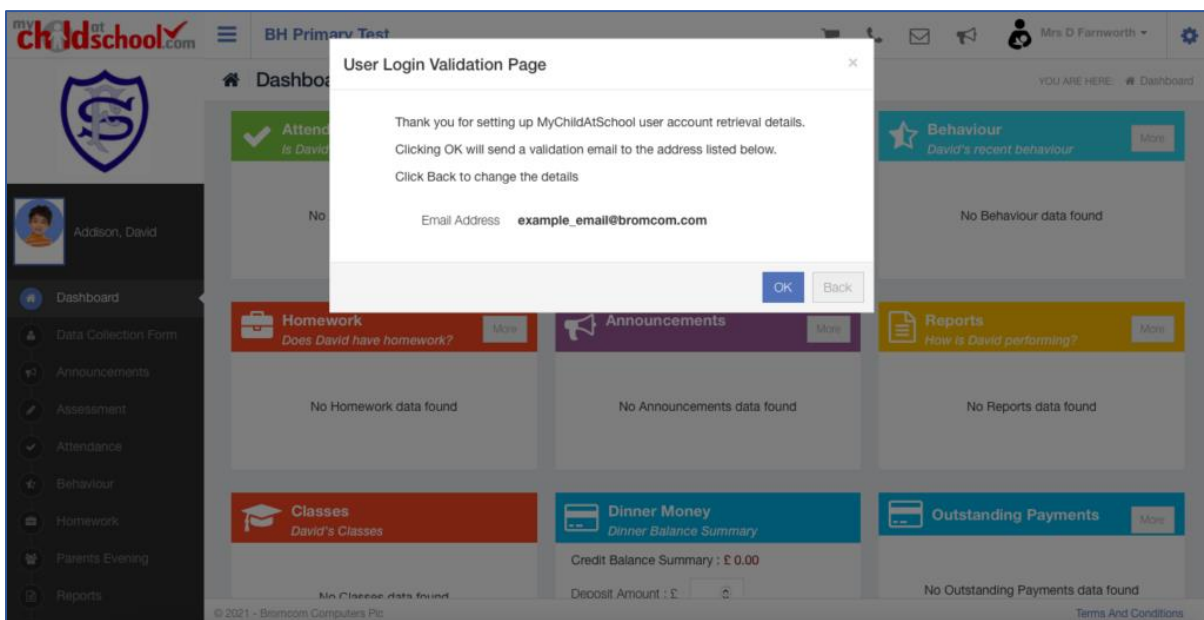 my
childatschool.com
BH Primary Test
Mrs D Farnworth
Dashboa
YOU ARE HERE: Dashboard
User Login Validation Page
×
Thank you for setting up MyChildAtSchool user account retrieval details.
Clicking OK will send a validation email to the address listed below.
Click Back to change the details
Email Address example_email@bromcom.com
OK
Back
Attend
Is David
No
Behaviour
David's recent behaviour
More
No Behaviour data found
Addison, David
Dashboard
Data Collection Form
Announcements
Assessment
Attendance
Behaviour
Homework
Parents Evening
Reports
Homework
Does David have homework?
More
No Homework data found
Announcements
More
No Announcements data found
Reports
How is David performing?
More
No Reports data found
Classes
David's Classes
No Classes data found
Dinner Money
Dinner Balance Summary
Credit Balance Summary : £ 0.00
Deposit Amount : £
Outstanding Payments
More
No Outstanding Payments data found
© 2021 - Bromcom Computers Plc
Terms And Conditions